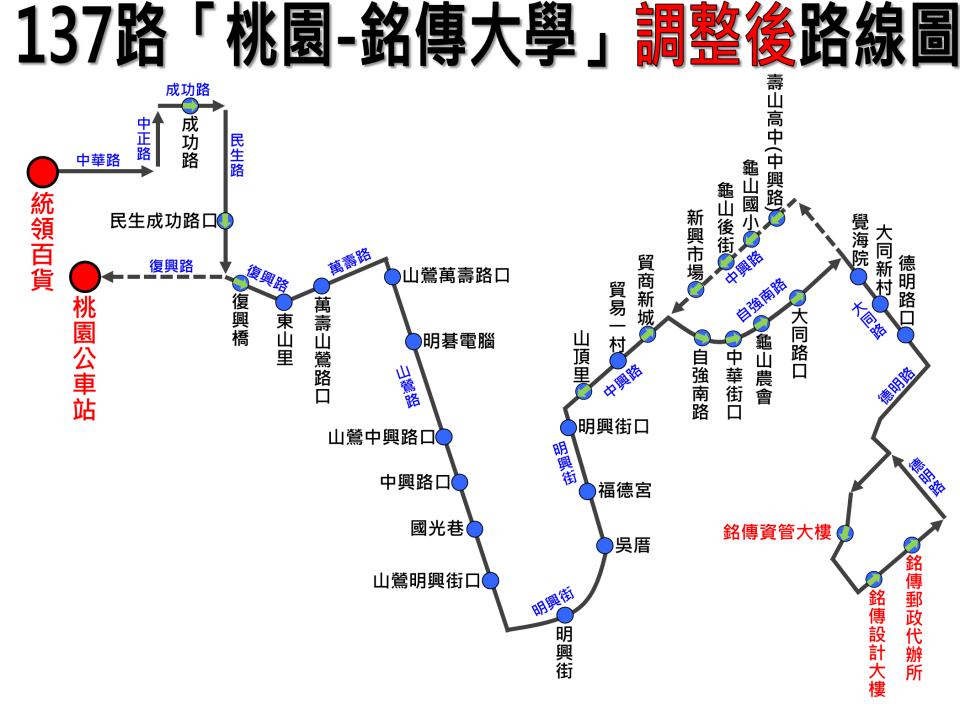 137路「桃園-銘傳大學」調整後路線圖
成功路
中正路
成功路
中華路
民生路
統領百貨
民生成功路口
復興路
桃園公車站
復興路
復興橋
東山里
萬壽路
萬壽山鶯路口
山鶯萬壽路口
明碁電腦
山鶯路
山鶯中興路口
中興路口
國光巷
山鶯明興街口
明興街
明興街
吳厝
福德宮
明興街
明興街口
山頂里
中興路
貿易一村
貿商新城
新興市場
龜山後街
龜山國小
壽山高中(中興路)
中興路
自強南路
自強南路
中華街口
龜山農會
大同路口
覺海院
大同新村
德明路口
大同路
德明路
德明路
銘傳資管大樓
銘傳設計大樓
銘傳郵政代辦所